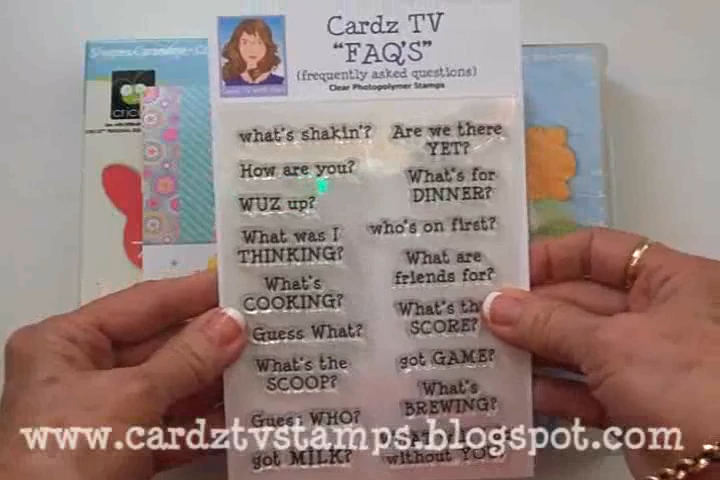 Cardz TV
"FAQ'S"
(frequently asked questions)
Clear Photopolymer Stamps
what's shakin'?
How are you?
WUZ up?
What was I
THINKING?
What's
COOKING?
Guess What?
What's the
SCOOP?
Guess WHO?
got MILK?
Are we there
YET?
What's for
DINNER?
who's on first?
What are
friends for?
What's the
SCORE?
got GAME?
What's
BREWING?
without YOU?
www.cardztvstamps.blogspot.com